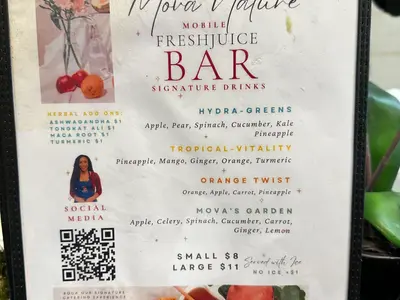 Mova Nature
MOBILE
FRESHJUICE
BAR
SIGNATURE DRINKS
HERBAL ADD ONS:
ASHWAGANDHA $1
TONGKAT ALI $1
MACA ROOT $1
TURMERIC $1
HYDRA-GREENS
Apple, Pear, Spinach, Cucumber, Kale
Pineapple
TROPICAL-VITALITY
Pineapple, Mango, Ginger, Orange, Turmeric
ORANGE TWIST
Orange, Apple, Carrot, Pineapple
MOVA'S GARDEN
Apple, Celery, Spinach, Cucumber, Carrot,
Ginger, Lemon
SOCIAL
MEDIA
SMALL $8
LARGE $11
Served with Ice
NO ICE +$1
BOOK OUR SIGNATURE
CATERING EXPERIENCE